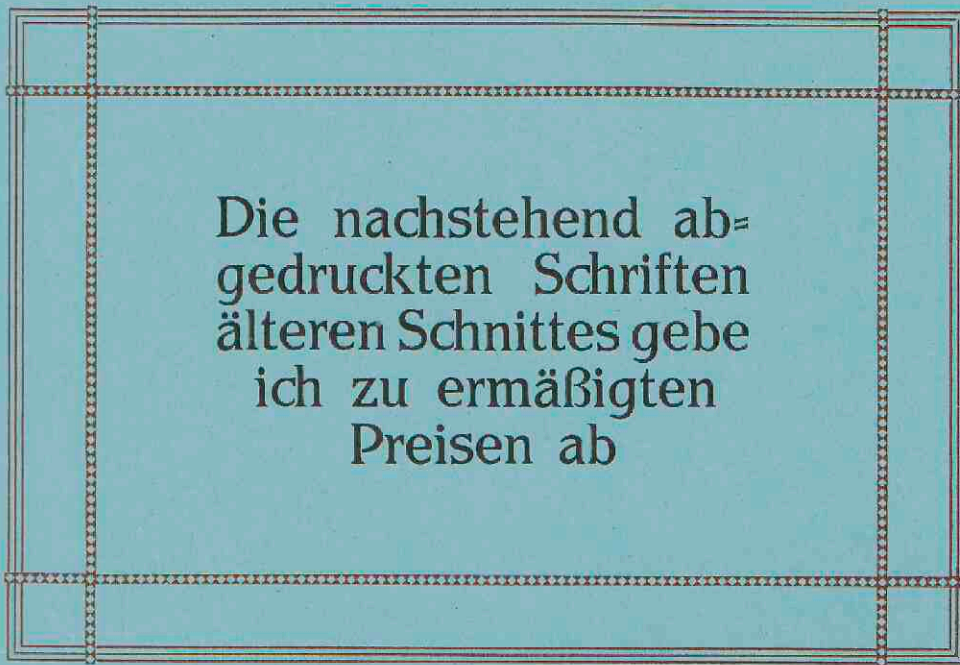 Die nachstehend ab=
gedruckten Schriften
älteren Schnittes gebe
ich zu ermäßigten
Preisen ab